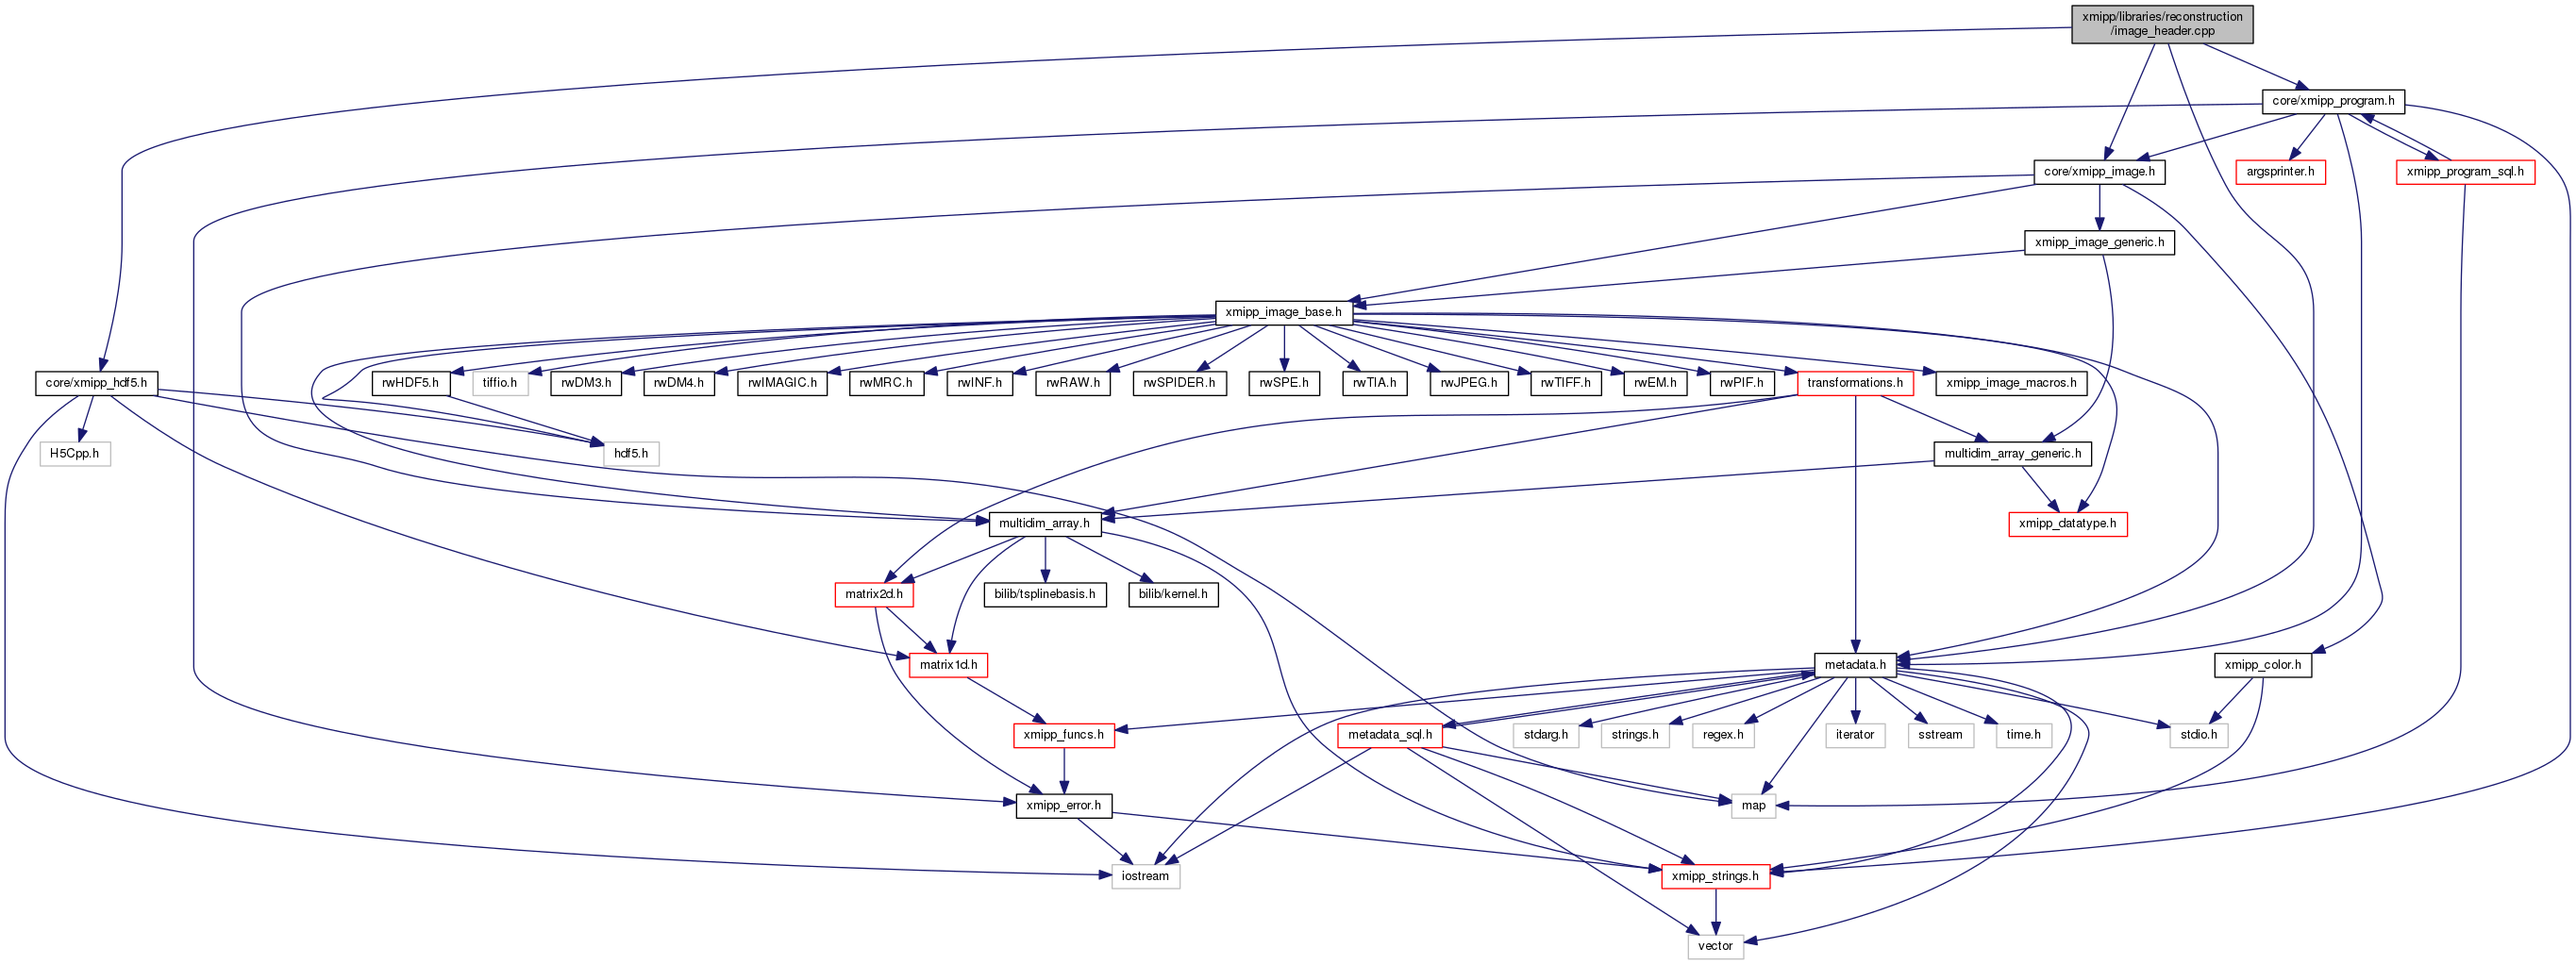 xmipp/libraries/reconstruction
/image_header.cpp
core/xmipp_program.h
core/xmipp_image.h
argsprinter.h
xmipp_program_sql.h
xmipp_image_generic.h
xmipp_image_base.h
core/xmipp_hdf5.h
rwHDF5.h
tiffio.h
rwDM3.h
rwDM4.h
rwIMAGIC.h
rwMRC.h
rwINF.h
rwRAW.h
rwSPIDER.h
rwSPE.h
rwTIA.h
rwJPEG.h
rwTIFF.h
rwEM.h
rwPIF.h
transformations.h
xmipp_image_macros.h
H5Cpp.h
hdf5.h
multidim_array_generic.h
multidim_array.h
xmipp_datatype.h
matrix2d.h
bilib/tsplinebasis.h
bilib/kernel.h
matrix1d.h
metadata.h
xmipp_color.h
xmipp_funcs.h
metadata_sql.h
stdarg.h
strings.h
regex.h
iterator
sstream
time.h
stdio.h
xmipp_error.h
map
iostream
xmipp_strings.h
vector